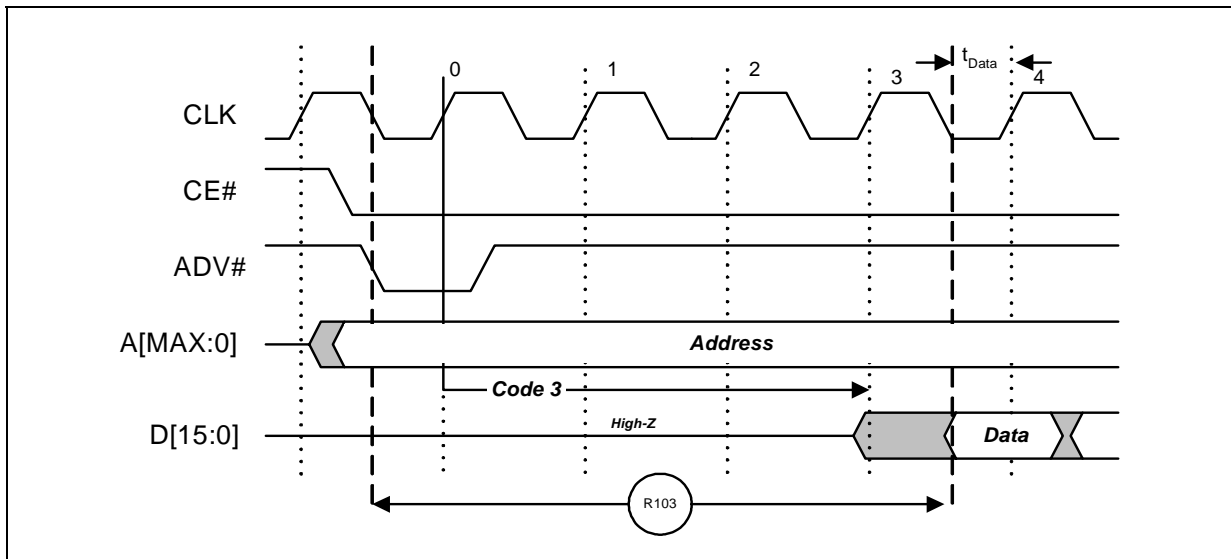 0 1 2 3 tData 4
CLK
CE#
ADV#
A[MAX:0] Address
Code 3
High-Z
D[15:0] Data
R103